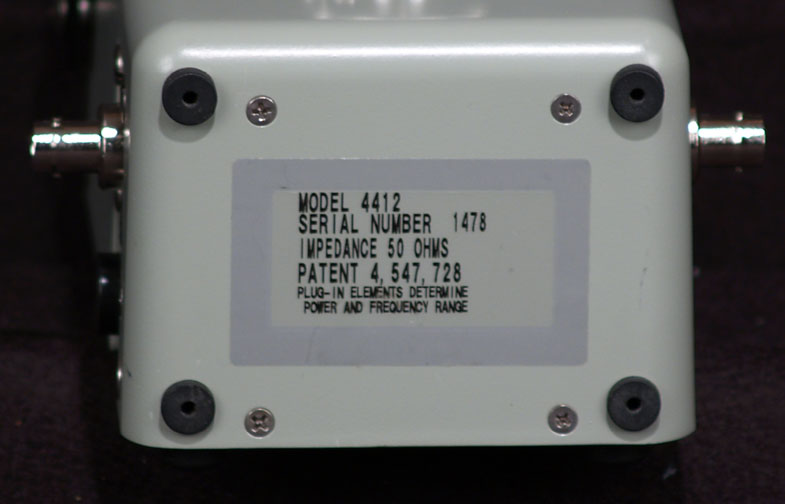 MODEL 4412
SERIAL NUMBER 1478
IMPEDANCE 50 OHMS
PATENT 4,547,728
PLUG-IN ELEMENTS DETERMINE
POWER AND FREQUENCY RANGE